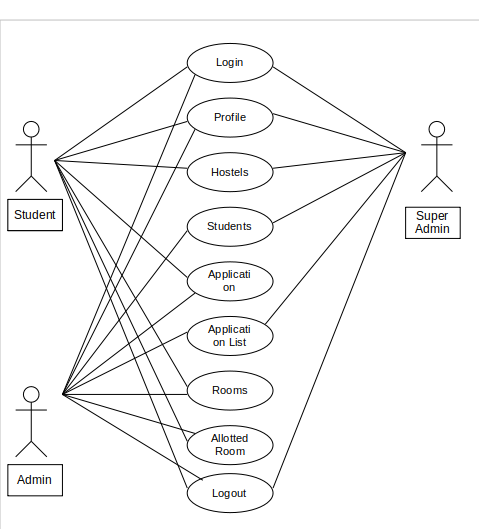 Login
Profile
Hostels
Student
Super
Admin
Students
Applicati
on
Applicati
on List
Rooms
Allotted
Room
Admin
Logout